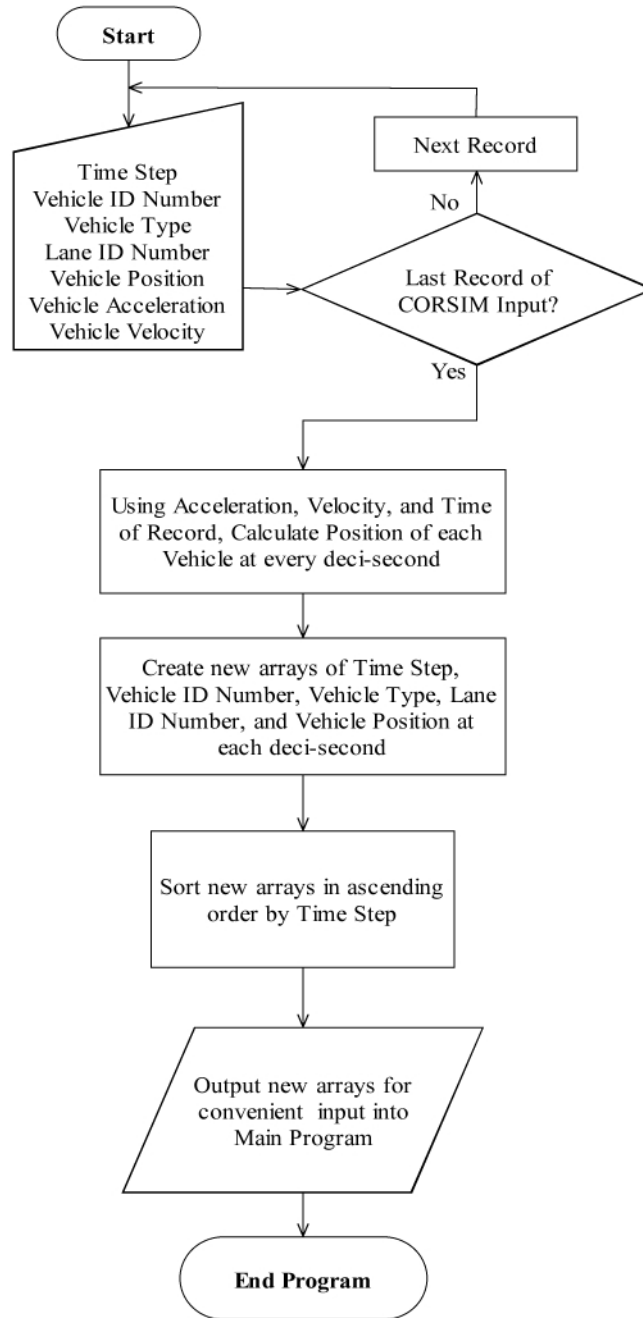 Start
Time Step
Vehicle ID Number
Vehicle Type
Lane ID Number
Vehicle Position
Vehicle Acceleration
Vehicle Velocity
Next Record
No
Last Record of
CORSIM Input?
Yes
Using Acceleration, Velocity, and Time
of Record, Calculate Position of each
Vehicle at every deci-second
Create new arrays of Time Step,
Vehicle ID Number, Vehicle Type, Lane
ID Number, and Vehicle Position at
each deci-second
Sort new arrays in ascending
order by Time Step
Output new arrays for
convenient input into
Main Program
End Program